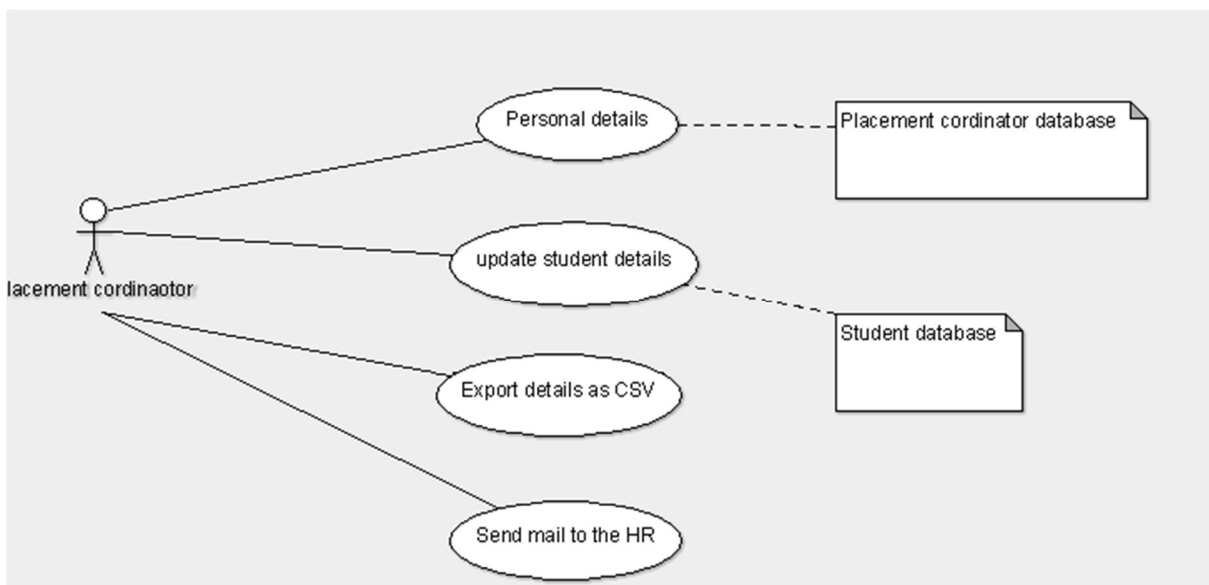 Personal details
Placement cordinator database
update student details
lacement cordinaotor
Student database
Export details as CSV
Send mail to the HR